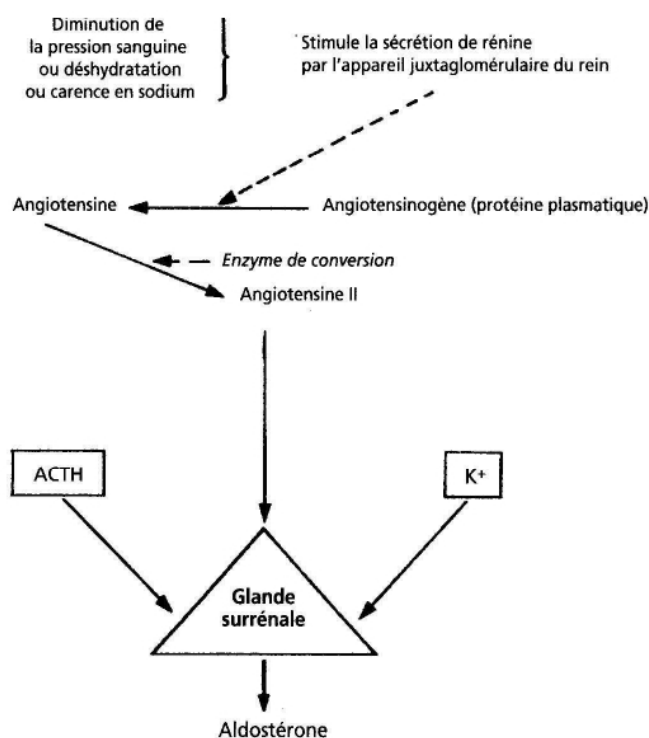 Diminution de
la pression sanguine
ou déshydratation
ou carence en sodium
Stimule la sécrétion de rénine
par l'appareil juxtaglomérulaire du rein
Angiotensine
Angiotensinogène (protéine plasmatique)
Enzyme de conversion
Angiotensine II
ACTH
K+
Glande
surrénale
Aldostérone